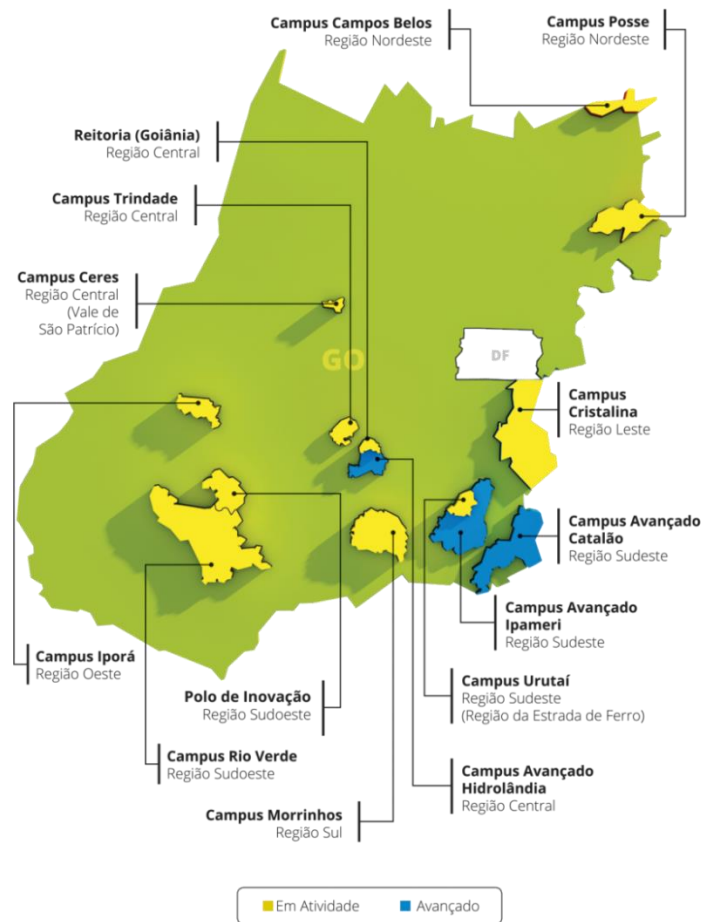 Campus Campos Belos
Região Nordeste
Campus Posse
Região Nordeste
Reitoria (Goiânia)
Região Central
Campus Trindade
Região Central
Campus Ceres
Região Central
(Vale de
São Patrício)
GO
DF
Campus
Cristalina
Região Leste
Campus Avançado
Catalão
Região Sudeste
Campus Avançado
Ipameri
Região Sudeste
Campus Iporá
Região Oeste
Polo de Inovação
Região Sudoeste
Campus Urutaí
Região Sudeste
(Região da Estrada de Ferro)
Campus Rio Verde
Região Sudoeste
Campus Avançado
Hidrolândia
Região Central
Campus Morrinhos
Região Sul
Em Atividade
Avançado